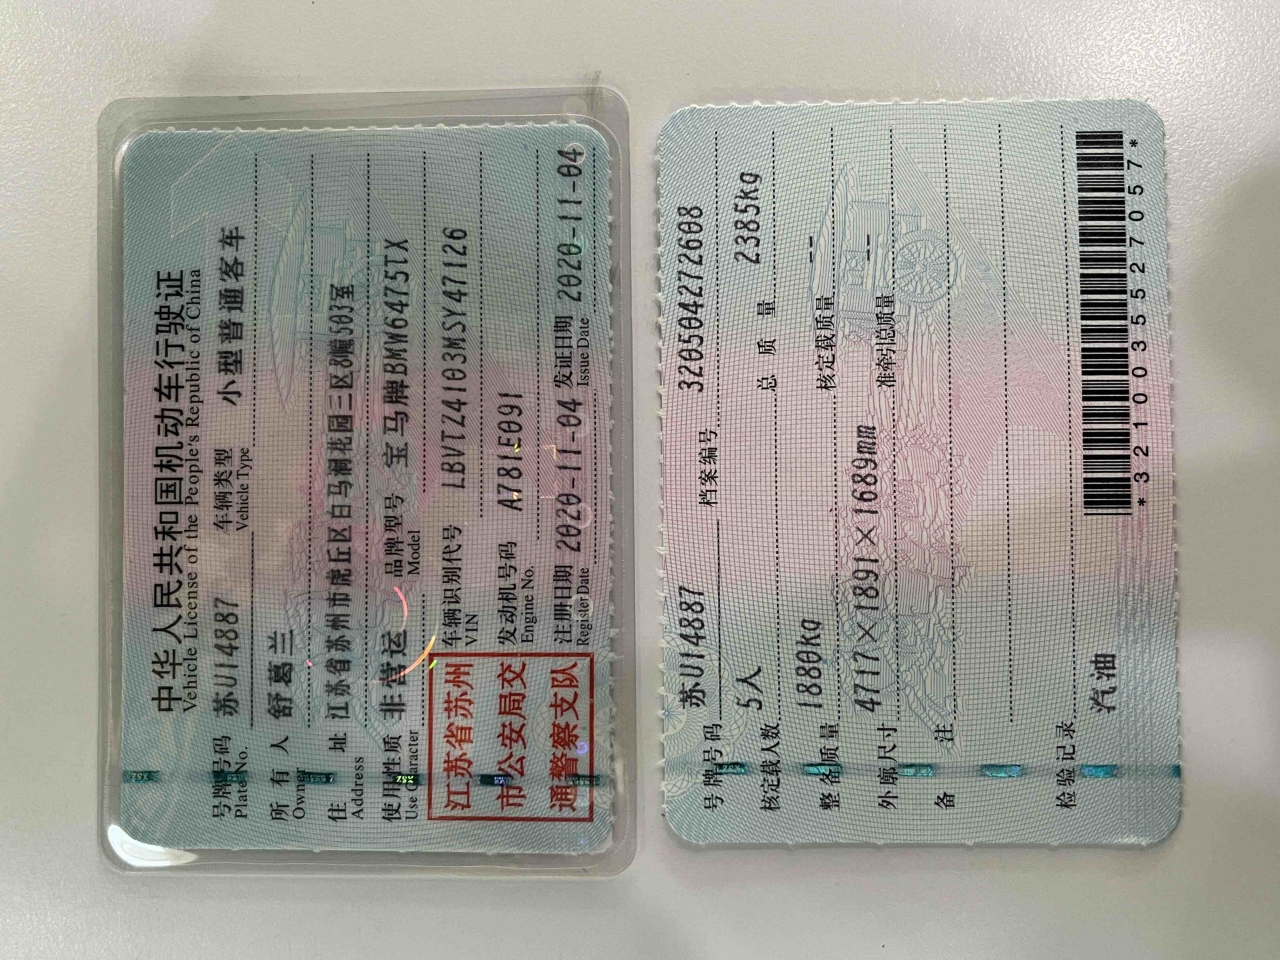 中华人民共和国机动车行驶证
Vehicle License of the People's Republic of China
号牌号码 苏U14887 车辆类型 小型普通客车
Plate No. Vehicle Type
所有人 舒葛兰
Owner
住址 江苏省苏州市虎丘区白马涧花园三区8幢503室
Address
使用性质 非营运 品牌型号 宝马牌BMW6475TX
Use Character Model
江苏省苏州
市公安局交
通警察支队
车辆识别代号 LBVTZ4103MSY47126
VIN
发动机号码 A781E091
Engine No.
注册日期 2020-11-04 发证日期 2020-11-04
Register Date Issue Date
号牌号码 苏U14887 档案编号 320504272608
核定载人数 5人 总质量 2385kg
整备质量 1880kg 核定载质量 --
外廓尺寸 4717×1891×1689mm 准牵引总质量 --
备注
检验记录
汽油
*3210035527057*